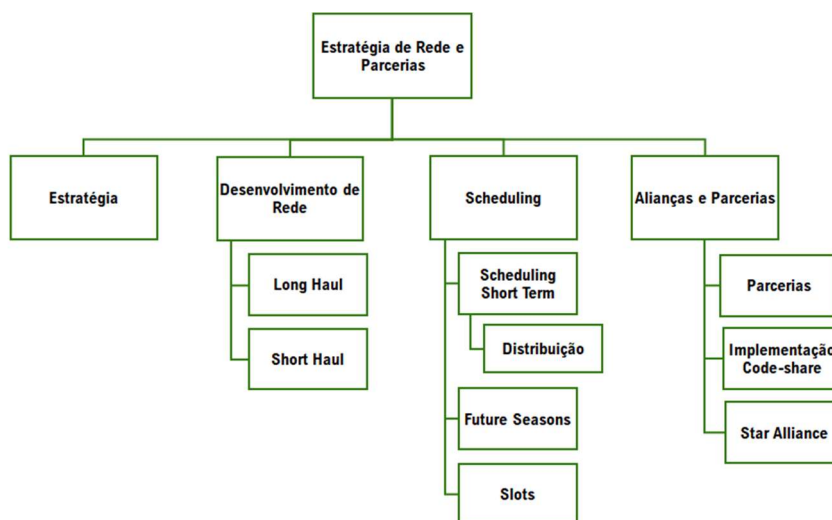 Estratégia de Rede e
Parcerias
Estratégia
Desenvolvimento de
Rede
Scheduling
Alianças e Parcerias
Long Haul
Short Haul
Scheduling
Short Term
Distribuição
Future Seasons
Slots
Parcerias
Implementação
Code-share
Star Alliance